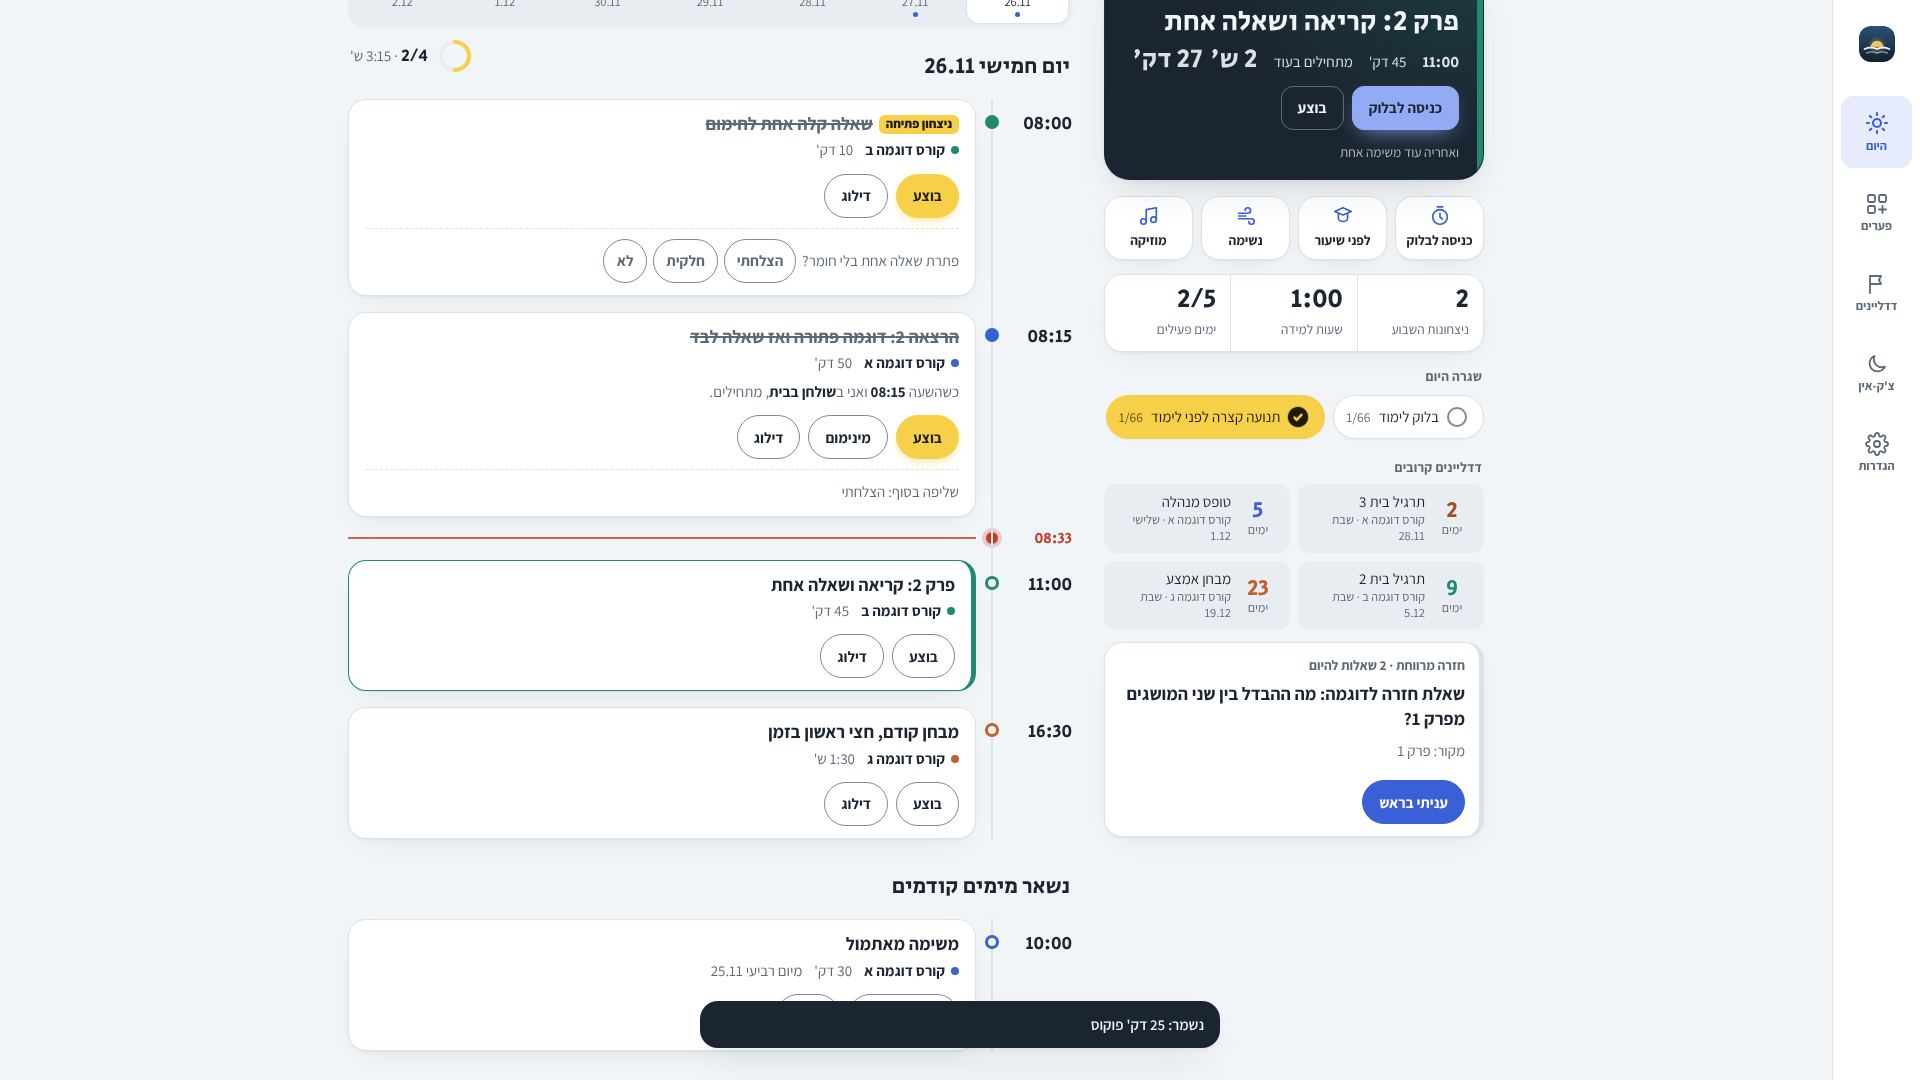 היום
פערים
דדליינים
צ'ק-אין
הגדרות
פרק 2: קריאה ושאלה אחת
11:00 45 דק' מתחילים בעוד 2 ש׳ 27 דק׳
כניסה לבלוק
בוצע
ואחריה עוד משימה אחת
כניסה לבלוק
לפני שיעור
נשימה
מוזיקה
2
ניצחונות השבוע
1:00
שעות למידה
2/5
ימים פעילים
שגרה היום
בלוק לימוד 1/66
תנועה קצרה לפני לימוד 1/66
דדליינים קרובים
2
ימים
תרגיל בית 3
קורס דוגמה א · שבת
28.11
5
ימים
טופס מנהלה
קורס דוגמה א · שלישי
1.12
9
ימים
תרגיל בית 2
קורס דוגמה ב · שבת
5.12
23
ימים
מבחן אמצע
קורס דוגמה ג · שבת
19.12
חזרה מרווחת · 2 שאלות להיום
שאלת חזרה לדוגמה: מה ההבדל בין שני המושגים
מפרק 1?
מקור: פרק 1
עניתי בראש
26.11
27.11
28.11
29.11
30.11
1.12
2.12
יום חמישי 26.11
2/4 · 3:15 ש'
08:00
ניצחון פתיחה שאלה קלה אחת לחימום
קורס דוגמה ב 10 דק'
בוצע
דילוג
פתרת שאלה אחת בלי חומר? הצלחתי חלקית לא
08:15
הרצאה 2: דוגמה פתורה ואז שאלה לבד
קורס דוגמה א 50 דק'
כשהשעה 08:15 ואני בשולחן בבית, מתחילים.
בוצע
מינימום
דילוג
שליפה בסוף: הצלחתי
08:33
11:00
פרק 2: קריאה ושאלה אחת
קורס דוגמה ב 45 דק'
בוצע
דילוג
16:30
מבחן קודם, חצי ראשון בזמן
קורס דוגמה ג 1:30 ש'
בוצע
דילוג
נשאר מימים קודמים
10:00
משימה מאתמול
קורס דוגמה א 30 דק' מיום רביעי 25.11
נשמר: 25 דק' פוקוס